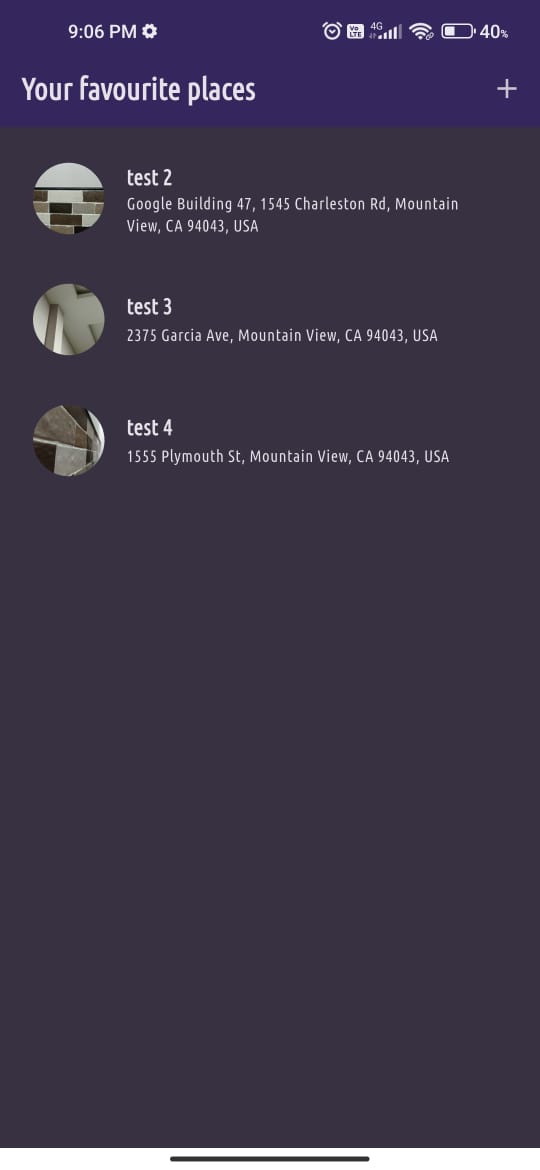 9:06 PM
Vo LTE 4G 40%
Your favourite places
test 2
Google Building 47, 1545 Charleston Rd, Mountain
View, CA 94043, USA
test 3
2375 Garcia Ave, Mountain View, CA 94043, USA
test 4
1555 Plymouth St, Mountain View, CA 94043, USA